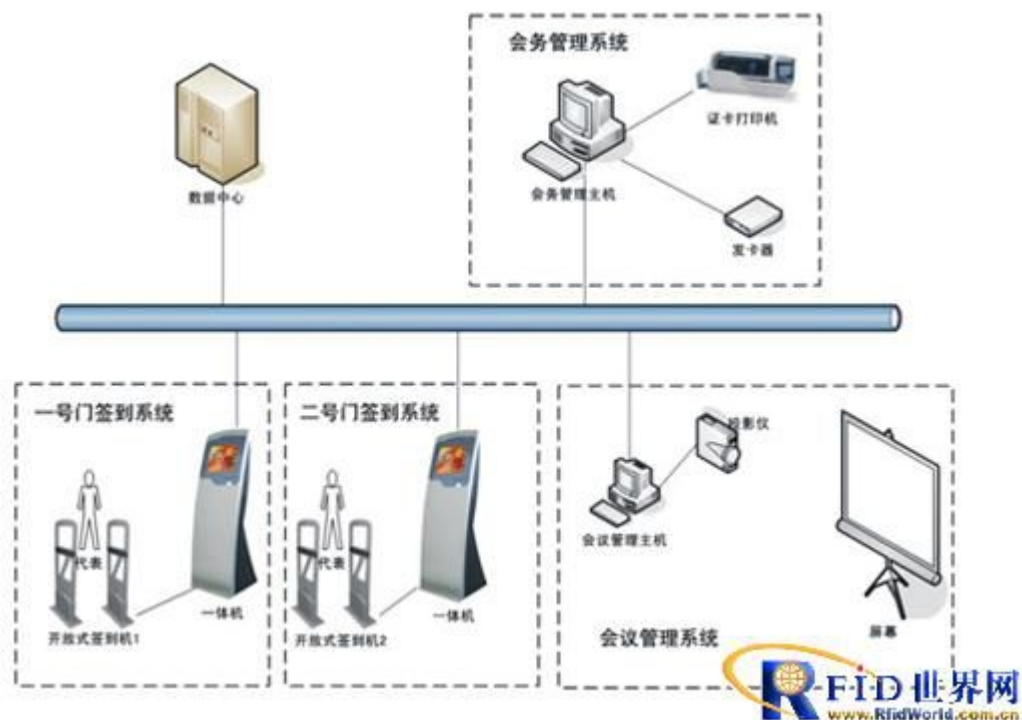 会务管理系统
证卡打印机
数据中心
会务管理主机
发卡器
一号门签到系统
二号门签到系统
投影仪
会议管理主机
代表
代表
一体机
一体机
开放式签到机1
开放式签到机2
会议管理系统
屏幕
RFID世界网
www.RfidWorld.com.cn